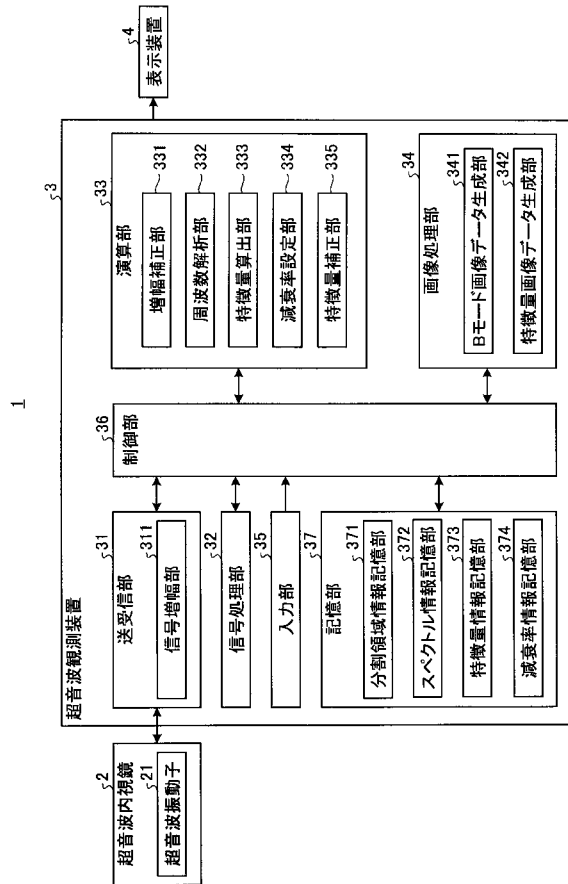 1
超音波内視鏡
2
超音波振動子
21
超音波観測装置
3
送受信部
31
信号増幅部
311
信号処理部
32
入力部
35
記憶部
37
分割領域情報記憶部
371
スペクトル情報記憶部
372
特徴量情報記憶部
373
減衰率情報記憶部
374
制御部
36
演算部
33
増幅補正部
331
周波数解析部
332
特徴量算出部
333
減衰率設定部
334
特徴量補正部
335
画像処理部
34
Bモード画像データ生成部
341
特徴量画像データ生成部
342
表示装置
4